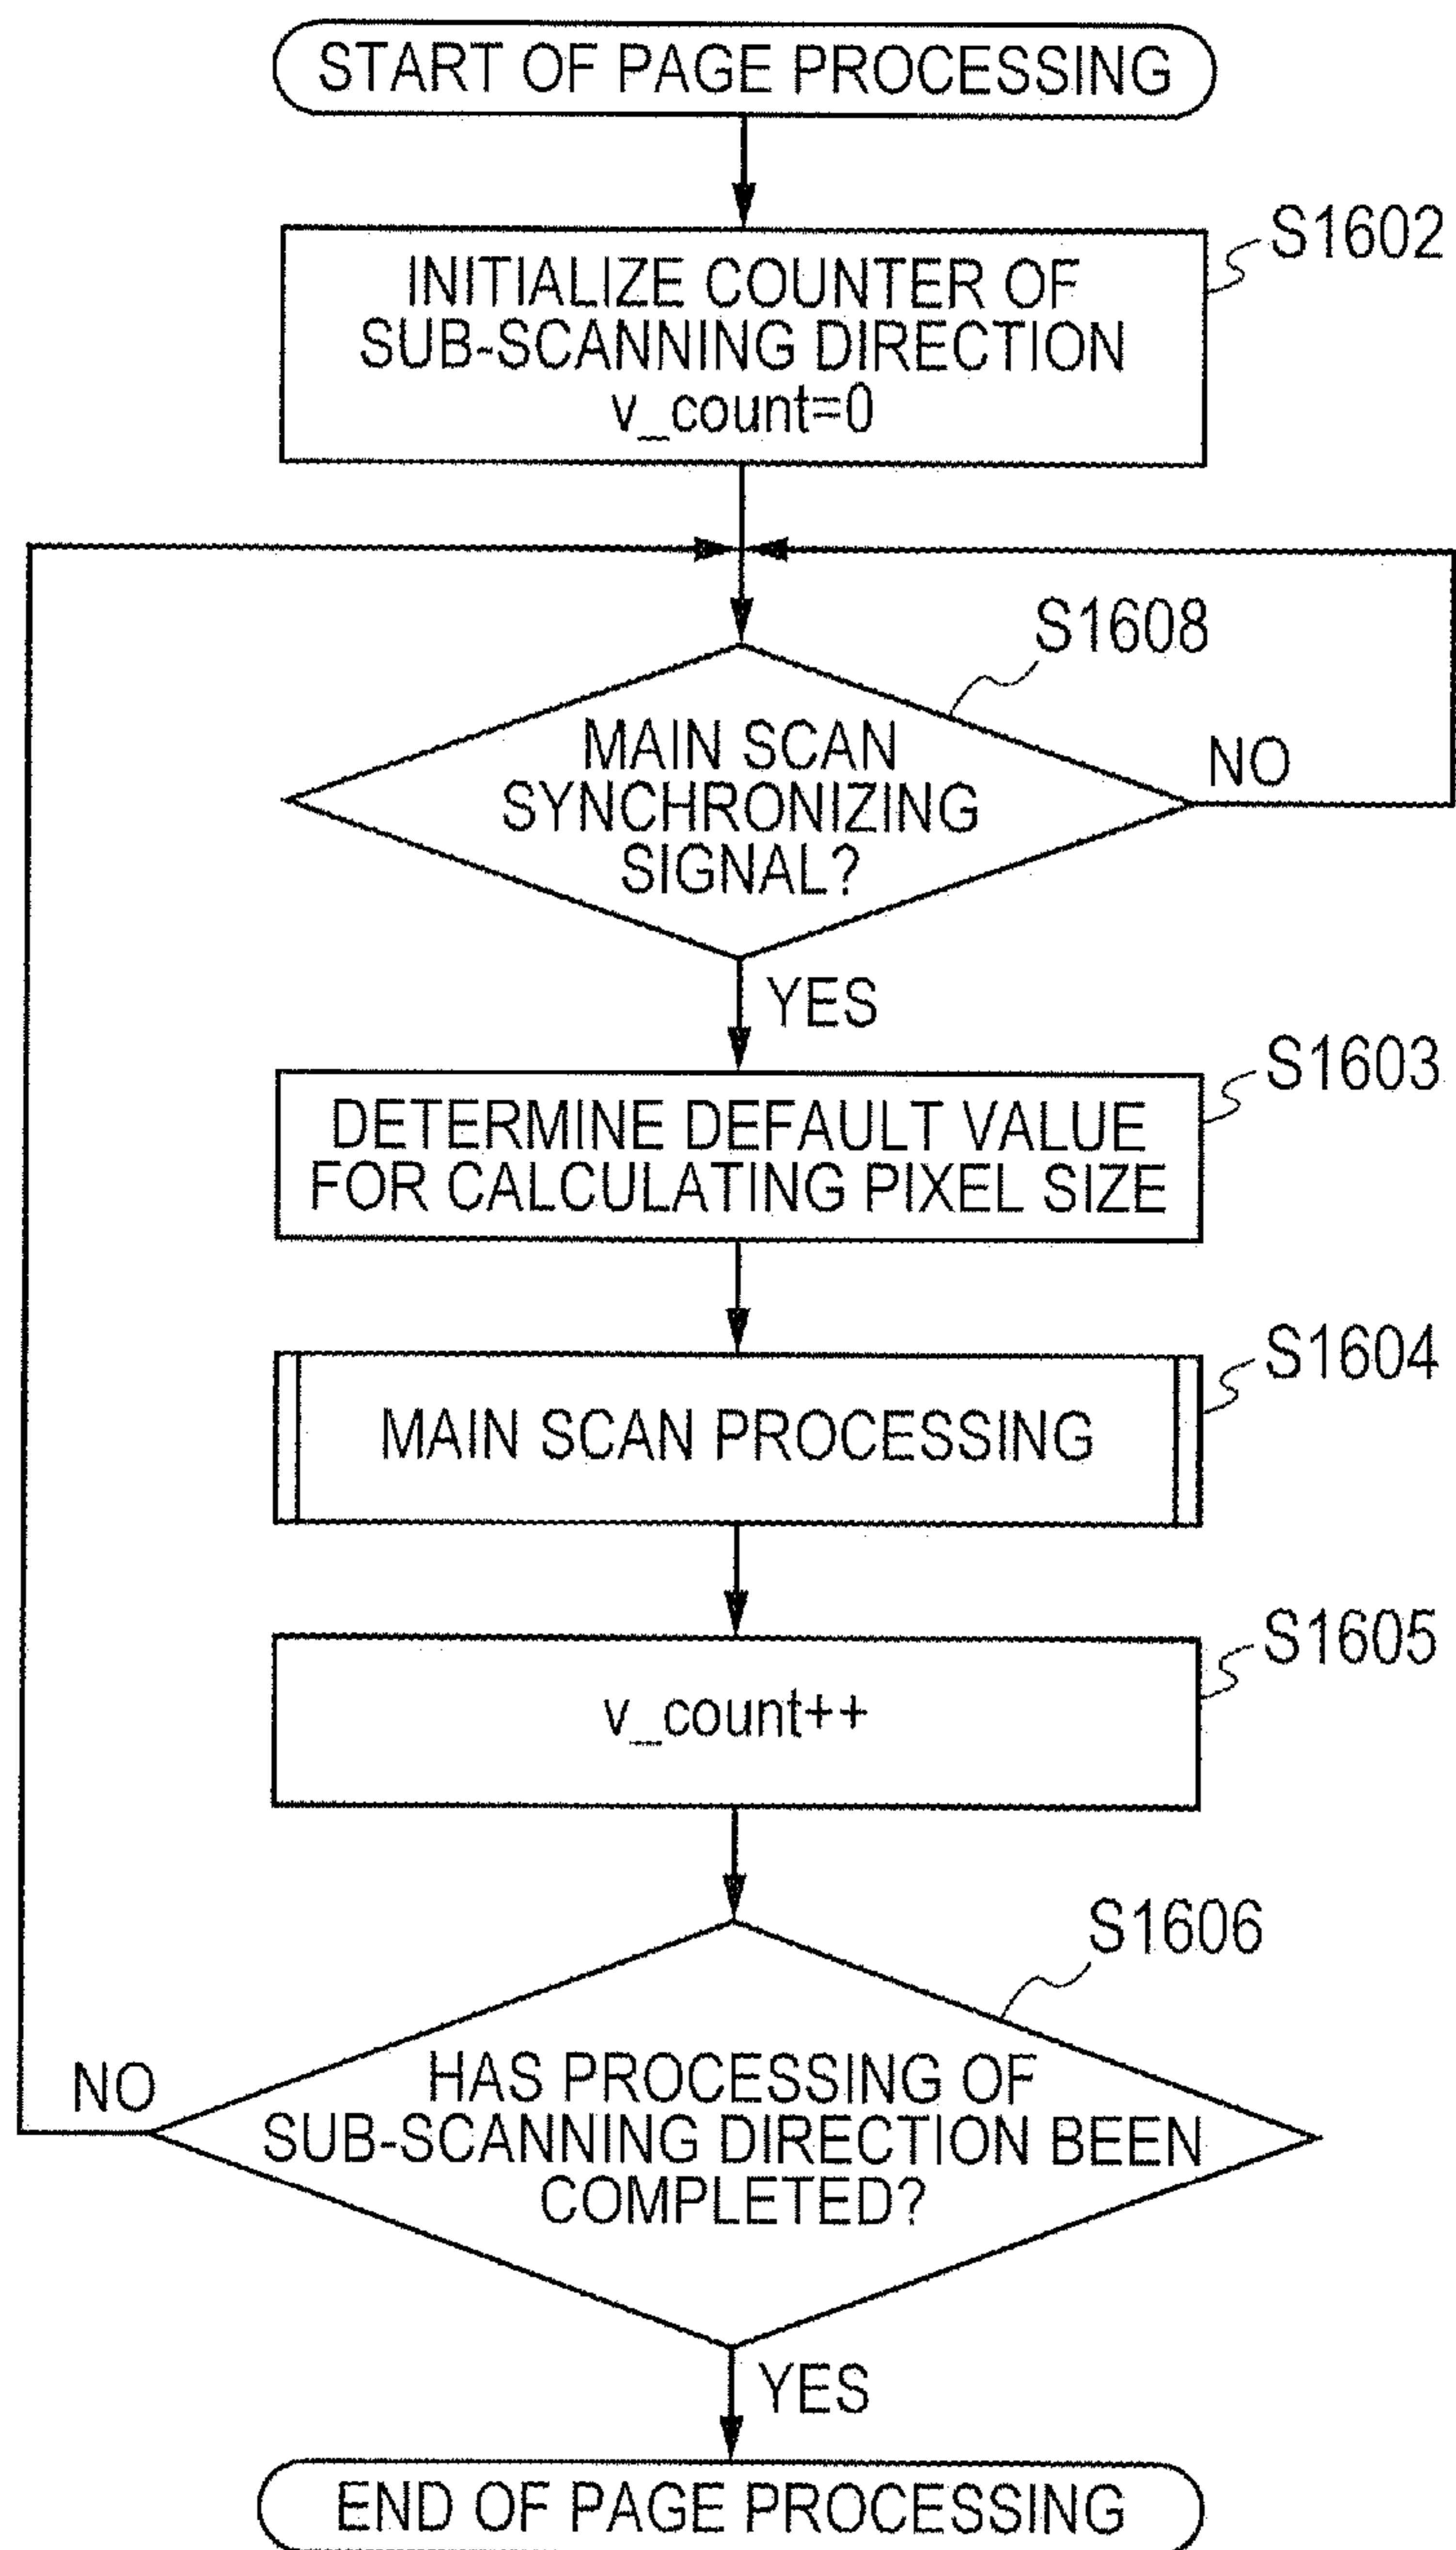 START OF PAGE PROCESSING
S1602
INITIALIZE COUNTER OF
SUB-SCANNING DIRECTION
v_count=0
S1608
MAIN SCAN
SYNCHRONIZING
SIGNAL?
NO
YES
S1603
DETERMINE DEFAULT VALUE
FOR CALCULATING PIXEL SIZE
S1604
MAIN SCAN PROCESSING
S1605
v_count++
S1606
NO
HAS PROCESSING OF
SUB-SCANNING DIRECTION BEEN
COMPLETED?
YES
END OF PAGE PROCESSING